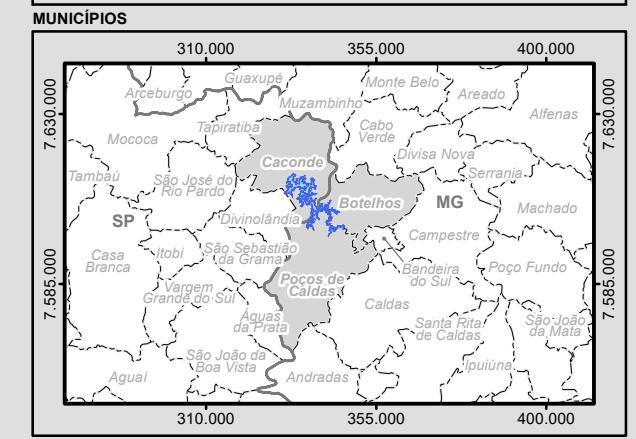 MUNICÍPIOS
310.000 355.000 400.000
7.630.000
7.630.000
Guaxupé
Monte Belo
Arceburgo
Areado
Muzambinho
Alfenas
Tapiratiba
Cabo
Verde
Mococa
Divisa Nova
Caconde
Tambaú
São José do
Rio Pardo
Serrania
Botelhos
MG
Machado
SP
Divinolândia
Campestre
Casa
Branca
Itobi
São Sebastião
da Grama
Bandeira
do Sul
Poço Fundo
Poços de
Caldas
Vargem
Grande do Sul
Caldas
7.585.000
7.585.000
Águas
da Prata
Santa Rita
de Caldas
São João
da Mata
São João da
Boa Vista
Ipuiúna
Aguaí
Andradas
310.000 355.000 400.000